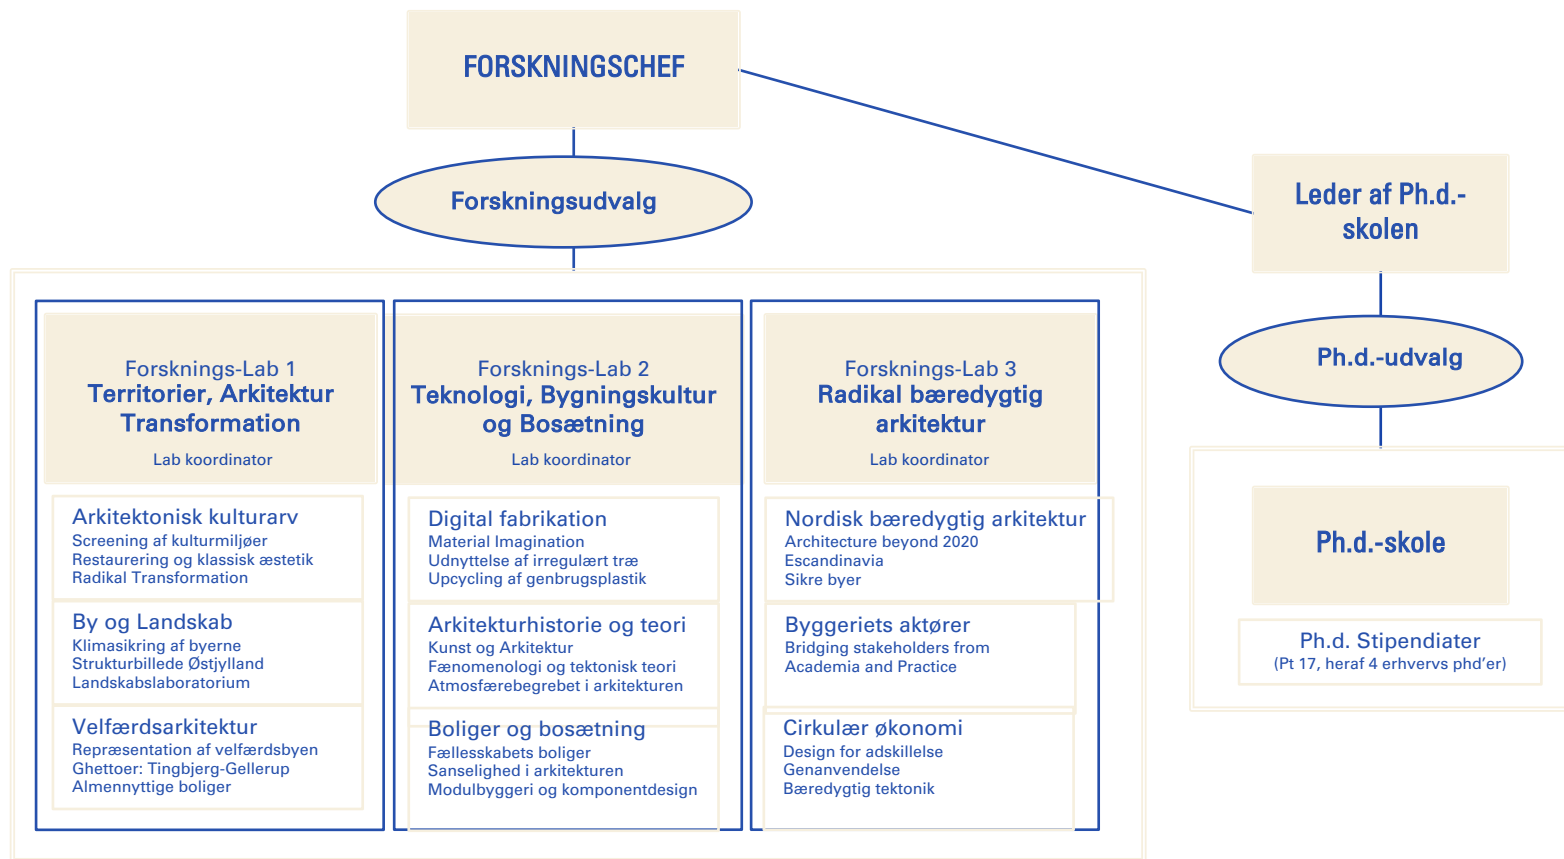 FORSKNINGSCHEF
Forskningsudvalg
Leder af Ph.d.-
skolen
Ph.d.-udvalg
Forsknings-Lab 1
Territorier, Arkitektur
Transformation
Lab koordinator
Arkitektonisk kulturarv
Screening af kulturmiljøer
Restaurering og klassisk æstetik
Radikal Transformation
By og Landskab
Klimasikring af byerne
Strukturbillede Østjylland
Landskabslaboratorium
Velfærdsarkitektur
Repræsentation af velfærdsbyen
Ghettoer: Tingbjerg-Gellerup
Almennyttige boliger
Forsknings-Lab 2
Teknologi, Bygningskultur
og Bosætning
Lab koordinator
Digital fabrikation
Material Imagination
Udnyttelse af irregulært træ
Upcycling af genbrugsplastik
Arkitekturhistorie og teori
Kunst og Arkitektur
Fænomenologi og tektonisk teori
Atmosfærebegrebet i arkitekturen
Boliger og bosætning
Fællesskabets boliger
Sanselighed i arkitekturen
Modulbyggeri og komponentdesign
Forsknings-Lab 3
Radikal bæredygtig
arkitektur
Lab koordinator
Nordisk bæredygtig arkitektur
Architecture beyond 2020
Escandinavia
Sikre byer
Byggeriets aktører
Bridging stakeholders from
Academia and Practice
Cirkulær økonomi
Design for adskillelse
Genanvendelse
Bæredygtig tektonik
Ph.d.-skole
Ph.d. Stipendiater
(Pt 17, heraf 4 erhvervs phd’er)